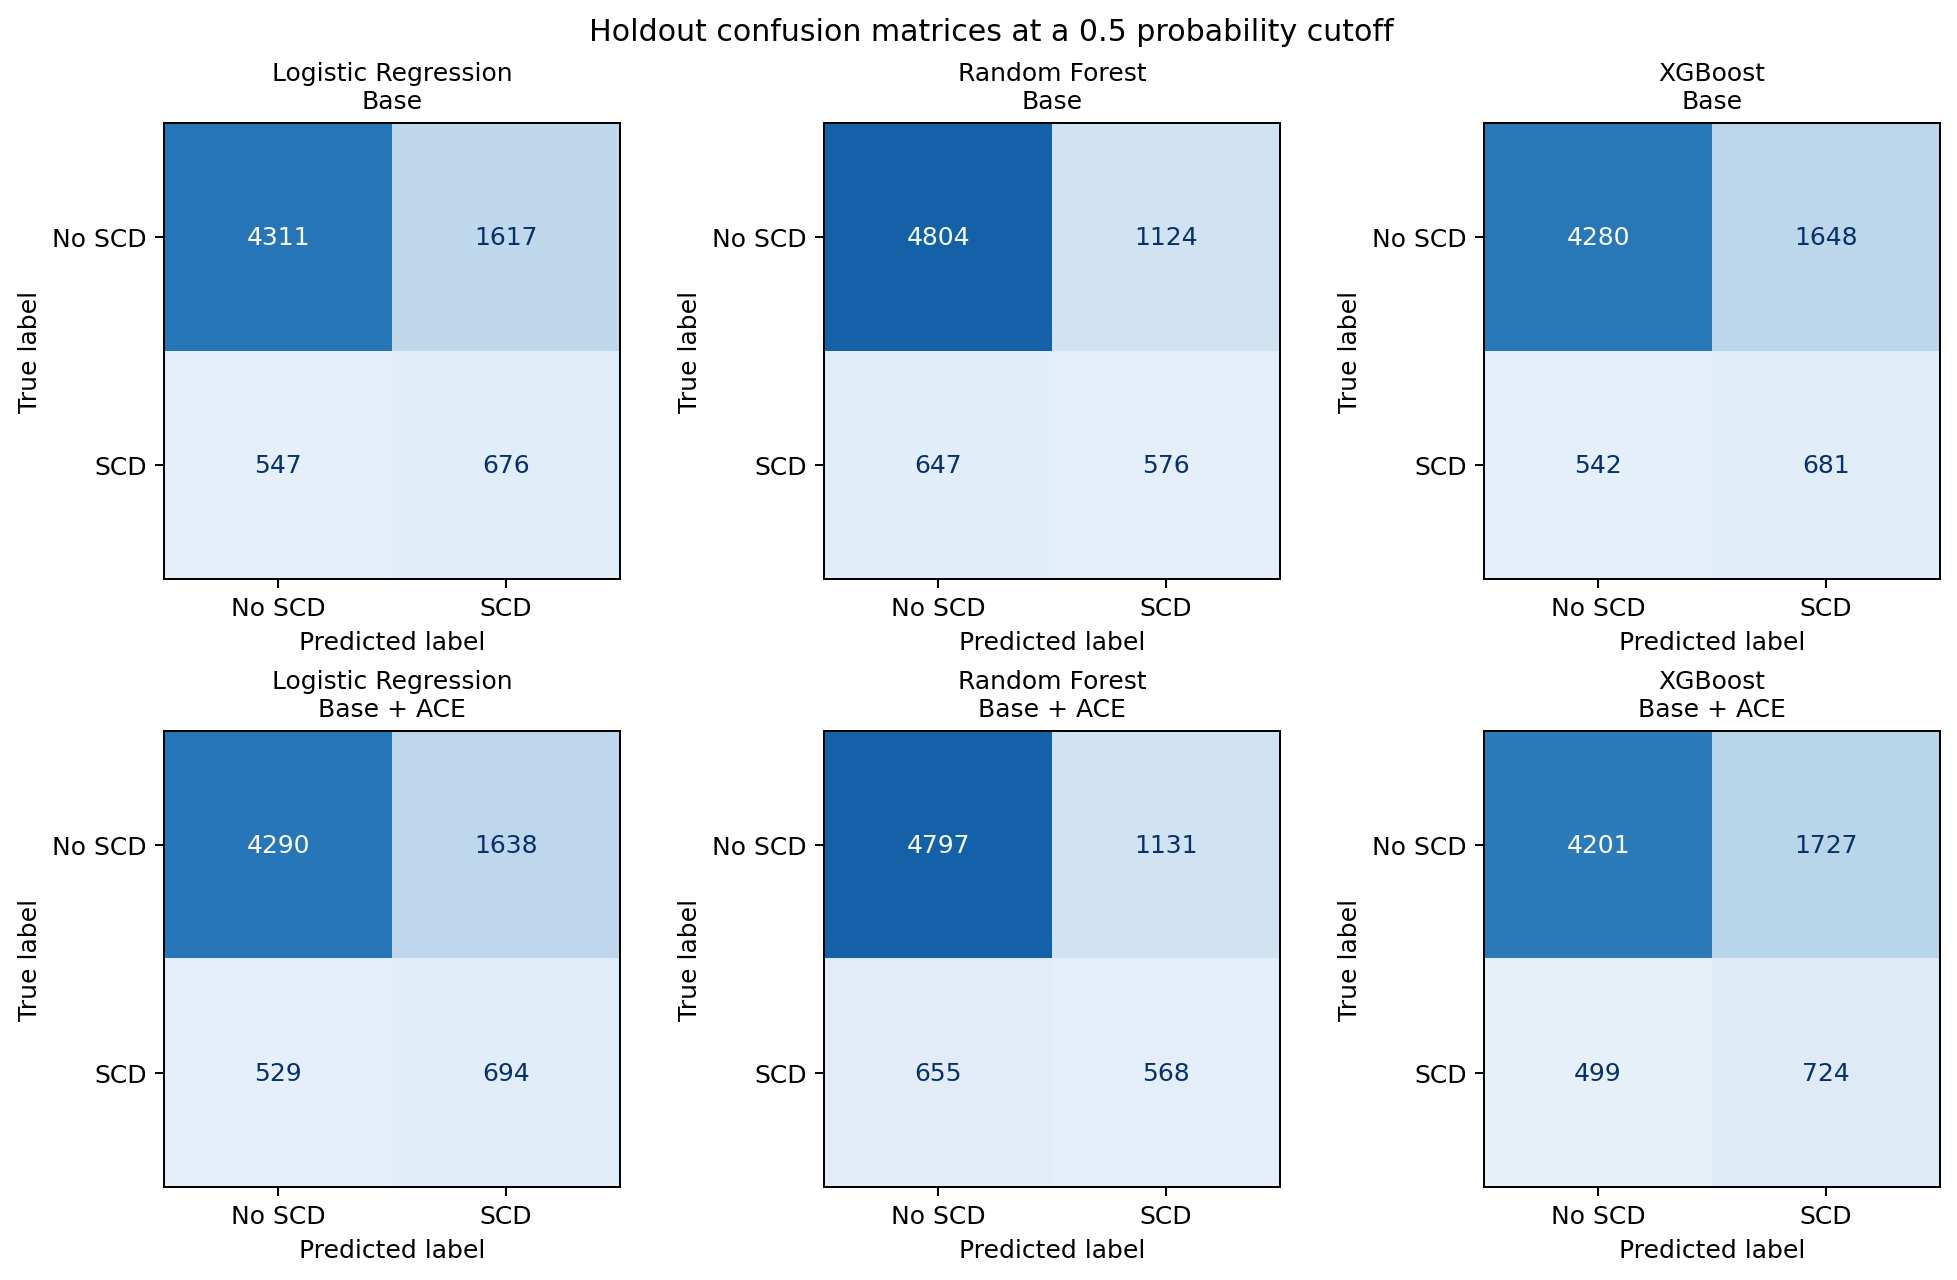 Holdout confusion matrices at a 0.5 probability cutoff
Logistic Regression
Base
True label
No SCD
4311
1617
SCD
547
676
No SCD
SCD
Predicted label
Random Forest
Base
True label
No SCD
4804
1124
SCD
647
576
No SCD
SCD
Predicted label
XGBoost
Base
True label
No SCD
4280
1648
SCD
542
681
No SCD
SCD
Predicted label
Logistic Regression
Base + ACE
True label
No SCD
4290
1638
SCD
529
694
No SCD
SCD
Predicted label
Random Forest
Base + ACE
True label
No SCD
4797
1131
SCD
655
568
No SCD
SCD
Predicted label
XGBoost
Base + ACE
True label
No SCD
4201
1727
SCD
499
724
No SCD
SCD
Predicted label